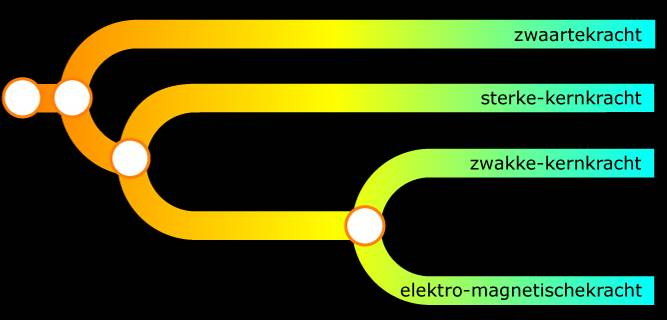 zwaartekracht
sterke-kernkracht
zwakke-kernkracht
elektro-magnetischekracht